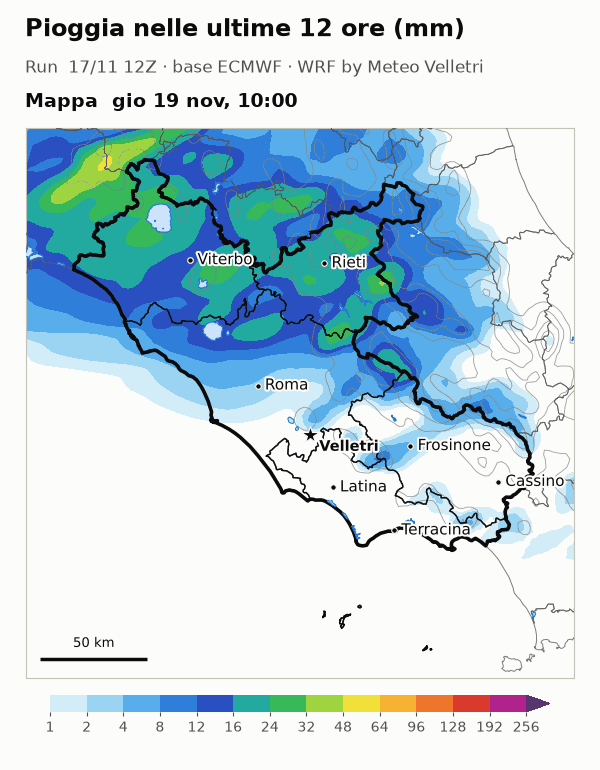 Pioggia nelle ultime 12 ore (mm)
Run 17/11 12Z · base ECMWF · WRF by Meteo Velletri
Mappa gio 19 nov, 10:00
Viterbo
Rieti
Roma
Velletri
Frosinone
Cassino
Latina
Terracina
50 km
1 2 4 8 12 16 24 32 48 64 96 128 192 256